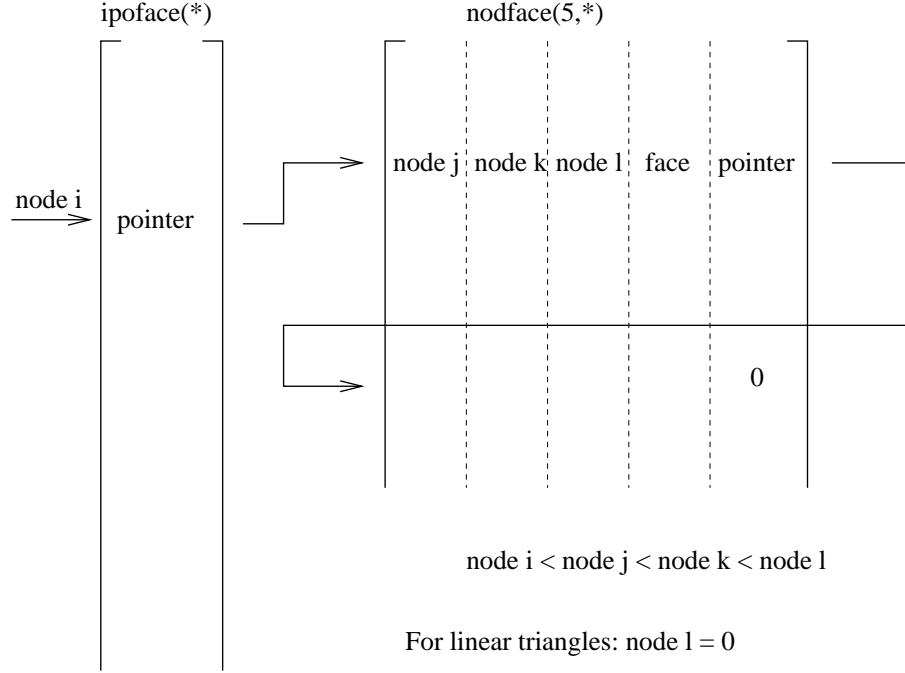 ipoface(*)
nodface(5,*)
node j node k node l face pointer
node i
pointer
0
node i < node j < node k < node l
For linear triangles: node l = 0